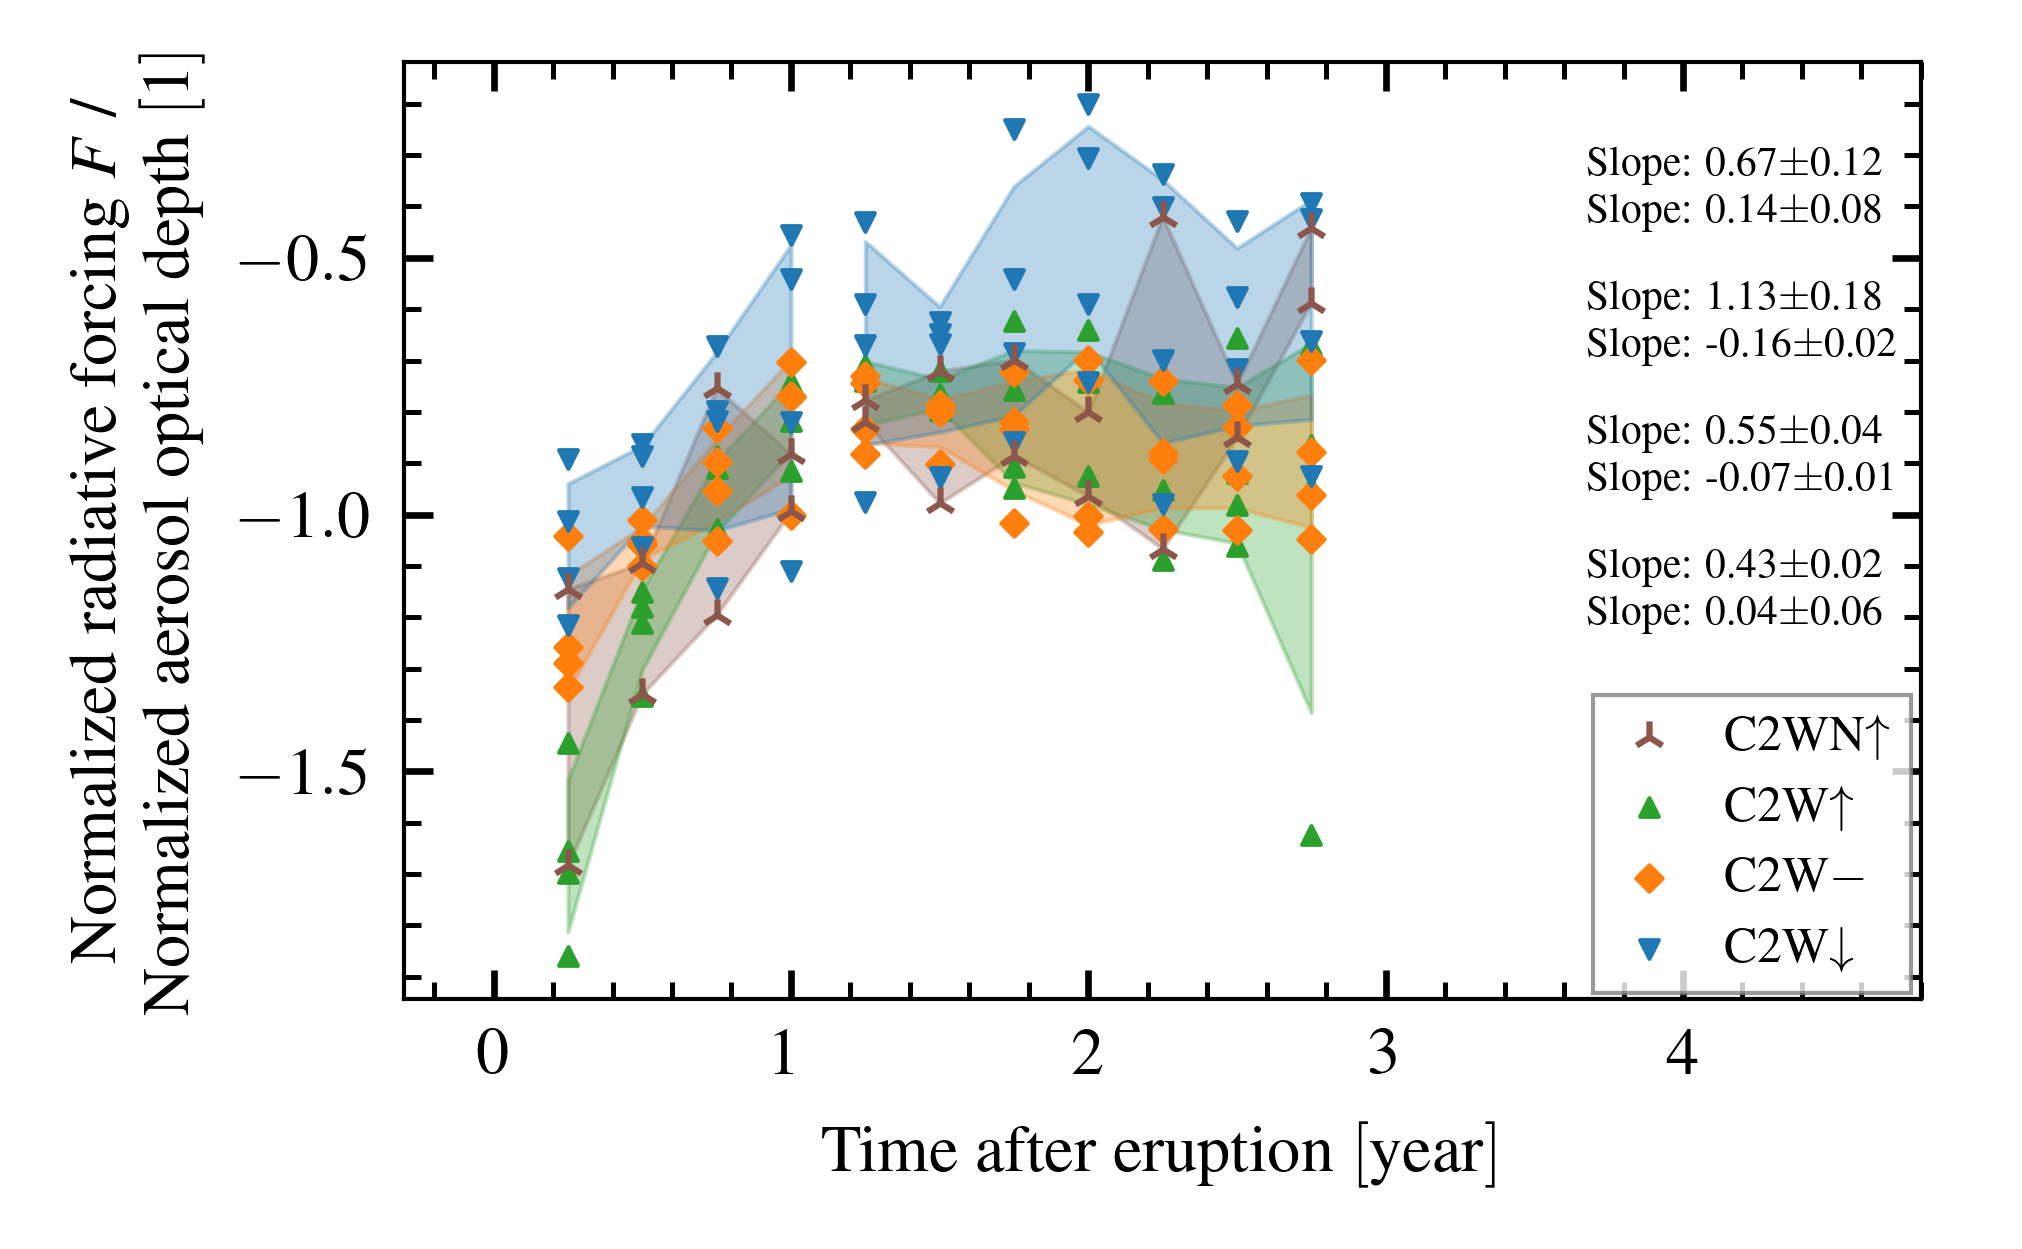 Normalized radiative forcing F /
Normalized aerosol optical depth [1]
−0.5
−1.0
−1.5
0
1
2
3
4
Time after eruption [year]
Slope: 0.67±0.12
Slope: 0.14±0.08
Slope: 1.13±0.18
Slope: -0.16±0.02
Slope: 0.55±0.04
Slope: -0.07±0.01
Slope: 0.43±0.02
Slope: 0.04±0.06
C2WN↑
C2W↑
C2W−
C2W↓